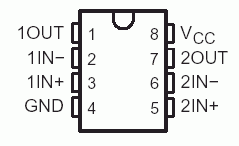 1OUT 1 8 VCC
1IN− 2 7 2OUT
1IN+ 3 6 2IN−
GND 4 5 2IN+